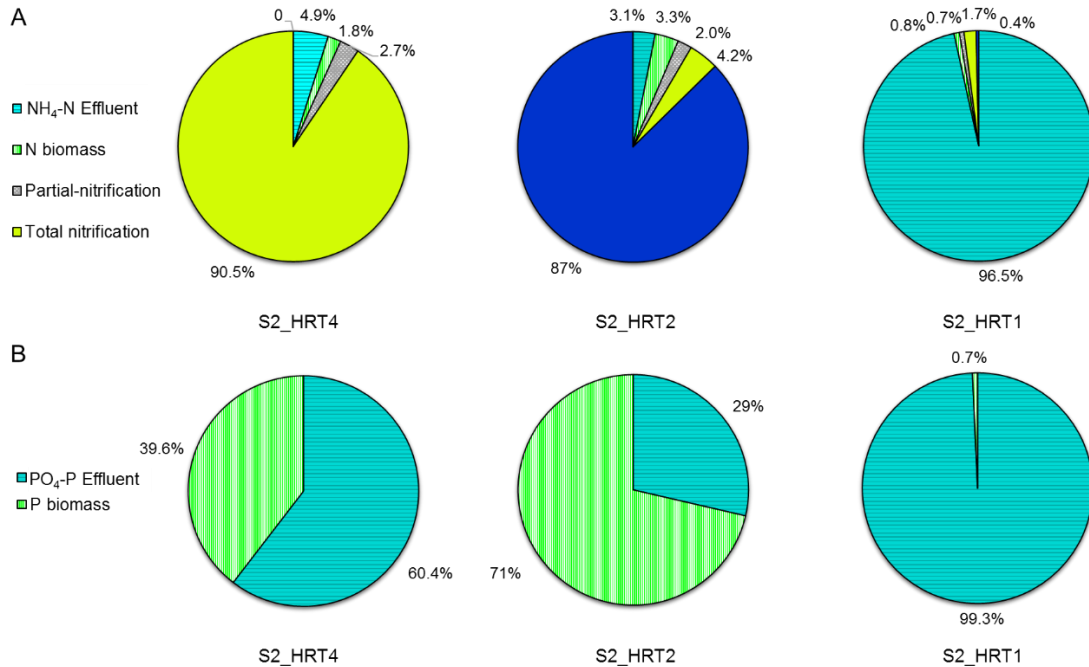 A
0
4.9%
1.8%
2.7%
90.5%
S2_HRT4
3.1%
3.3%
2.0%
4.2%
87%
S2_HRT2
0.8%
0.7%
1.7%
0.4%
96.5%
S2_HRT1
NH₄-N Effluent
N biomass
Partial-nitrification
Total nitrification
B
39.6%
60.4%
S2_HRT4
29%
71%
S2_HRT2
0.7%
99.3%
S2_HRT1
PO₄-P Effluent
P biomass